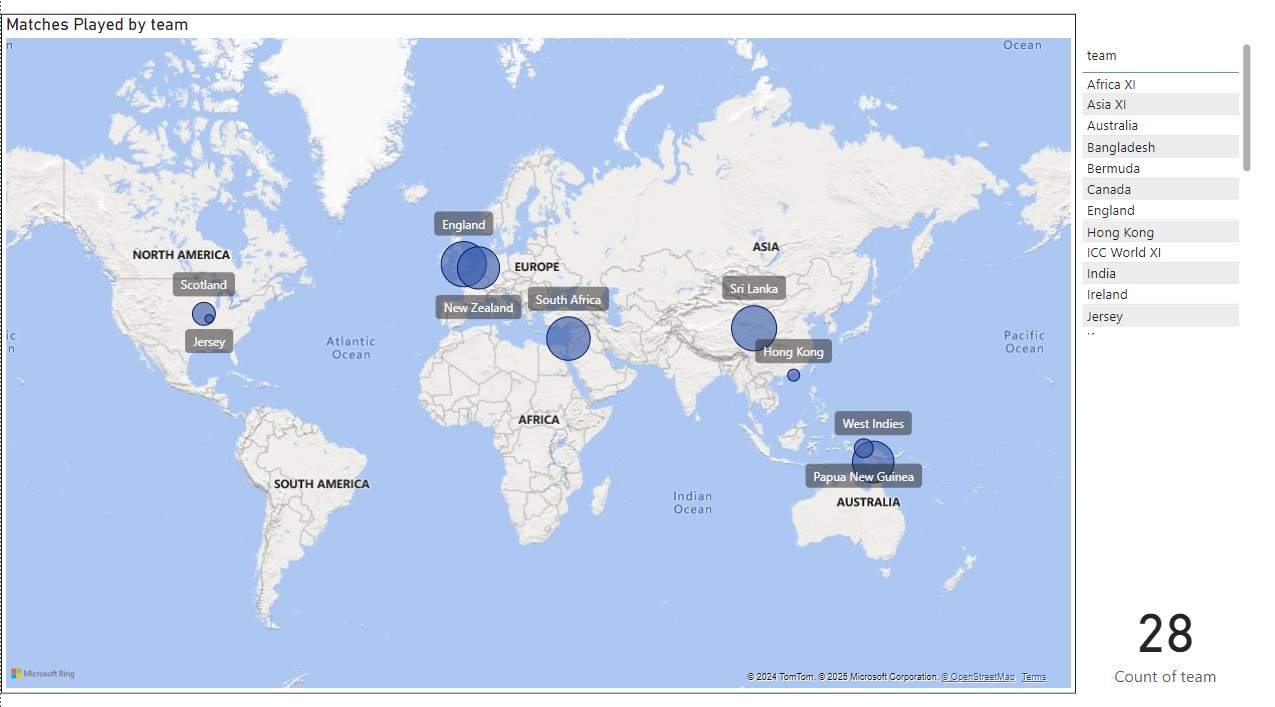 Matches Played by team
n
Ocean
England
NORTH AMERICA
ASIA
EUROPE
Scotland
Sri Lanka
South Africa
New Zealand
ic
n
Jersey
Atlantic
Ocean
Pacific
Ocean
Hong Kong
AFRICA
West Indies
Papua New Guinea
SOUTH AMERICA
Indian
Ocean
AUSTRALIA
Microsoft Bing
© 2024 TomTom, © 2025 Microsoft Corporation, © OpenStreetMap Terms
team
Africa XI
Asia XI
Australia
Bangladesh
Bermuda
Canada
England
Hong Kong
ICC World XI
India
Ireland
Jersey
28
Count of team